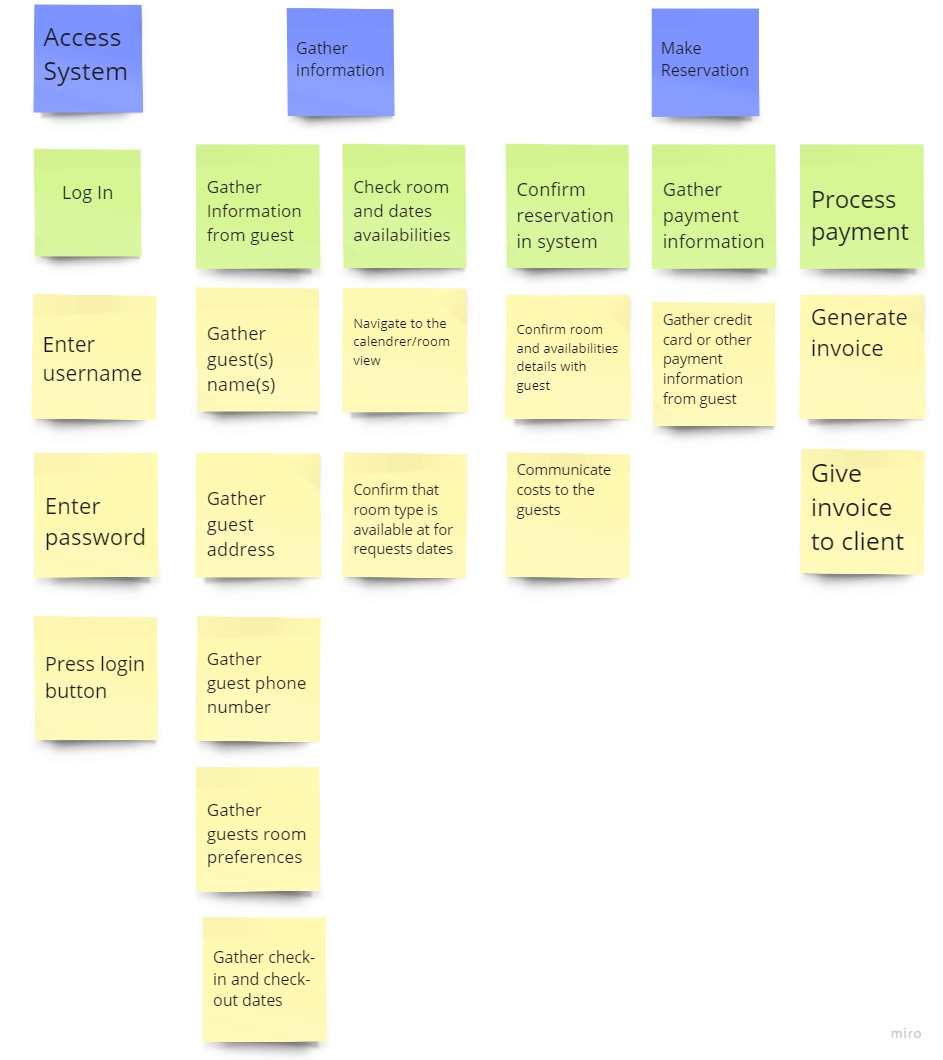 Access
System
Gather
information
Make
Reservation
Log In
Gather
Information
from guest
Check room
and dates
availabilities
Confirm
reservation
in system
Gather
payment
information
Process
payment
Enter
username
Gather
guest(s)
name(s)
Navigate to the
calendrer/room
view
Confirm room
and availabilities
details with
guest
Gather credit
card or other
payment
information
from guest
Generate
invoice
Enter
password
Gather
guest
address
Confirm that
room type is
available at for
requests dates
Communicate
costs to the
guests
Give
invoice
to client
Press login
button
Gather
guest phone
number
Gather
guests room
preferences
Gather check-
in and check-
out dates
miro